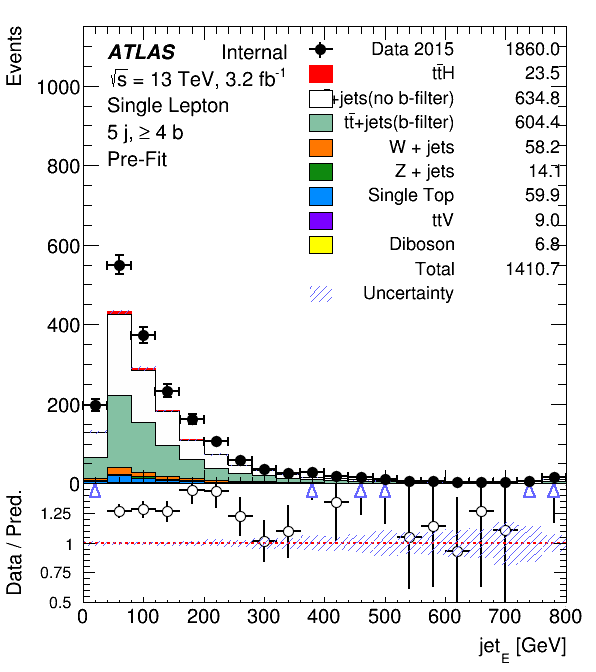 Events
ATLAS Internal
√s = 13 TeV, 3.2 fb⁻¹
Single Lepton
5 j, ≥ 4 b
Pre-Fit
Data 2015 1860.0
tt̄H 23.5
+jets(no b-filter) 634.8
tt̄+jets(b-filter) 604.4
W + jets 58.2
Z + jets 14.1
Single Top 59.9
ttV 9.0
Diboson 6.8
Total 1410.7
Uncertainty
1000
800
600
400
200
0
Data / Pred.
1.25
1
0.75
0.5
0 100 200 300 400 500 600 700 800
jet_E [GeV]